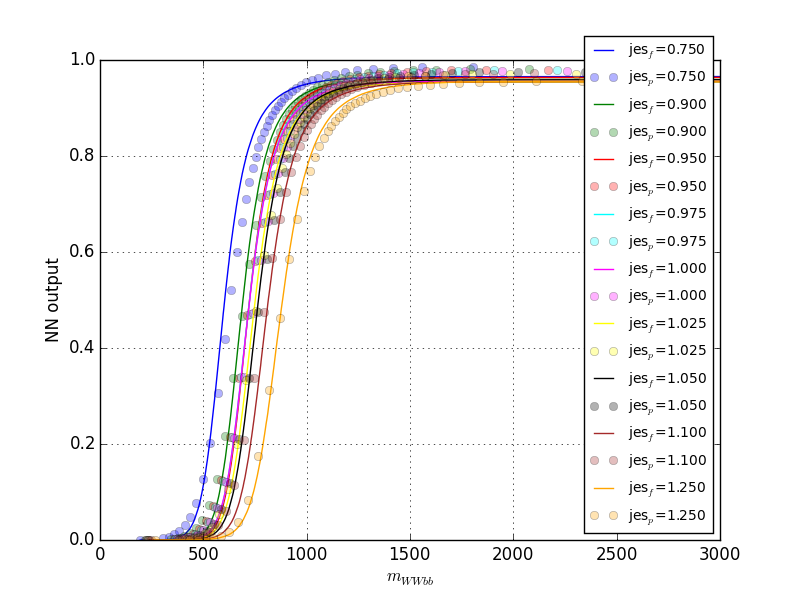 1.0
0.8
0.6
0.4
0.2
0.0
NN output
0
500
1000
1500
2000
2500
3000
m_WWbb
jes_f=0.750
jes_p=0.750
jes_f=0.900
jes_p=0.900
jes_f=0.950
jes_p=0.950
jes_f=0.975
jes_p=0.975
jes_f=1.000
jes_p=1.000
jes_f=1.025
jes_p=1.025
jes_f=1.050
jes_p=1.050
jes_f=1.100
jes_p=1.100
jes_f=1.250
jes_p=1.250